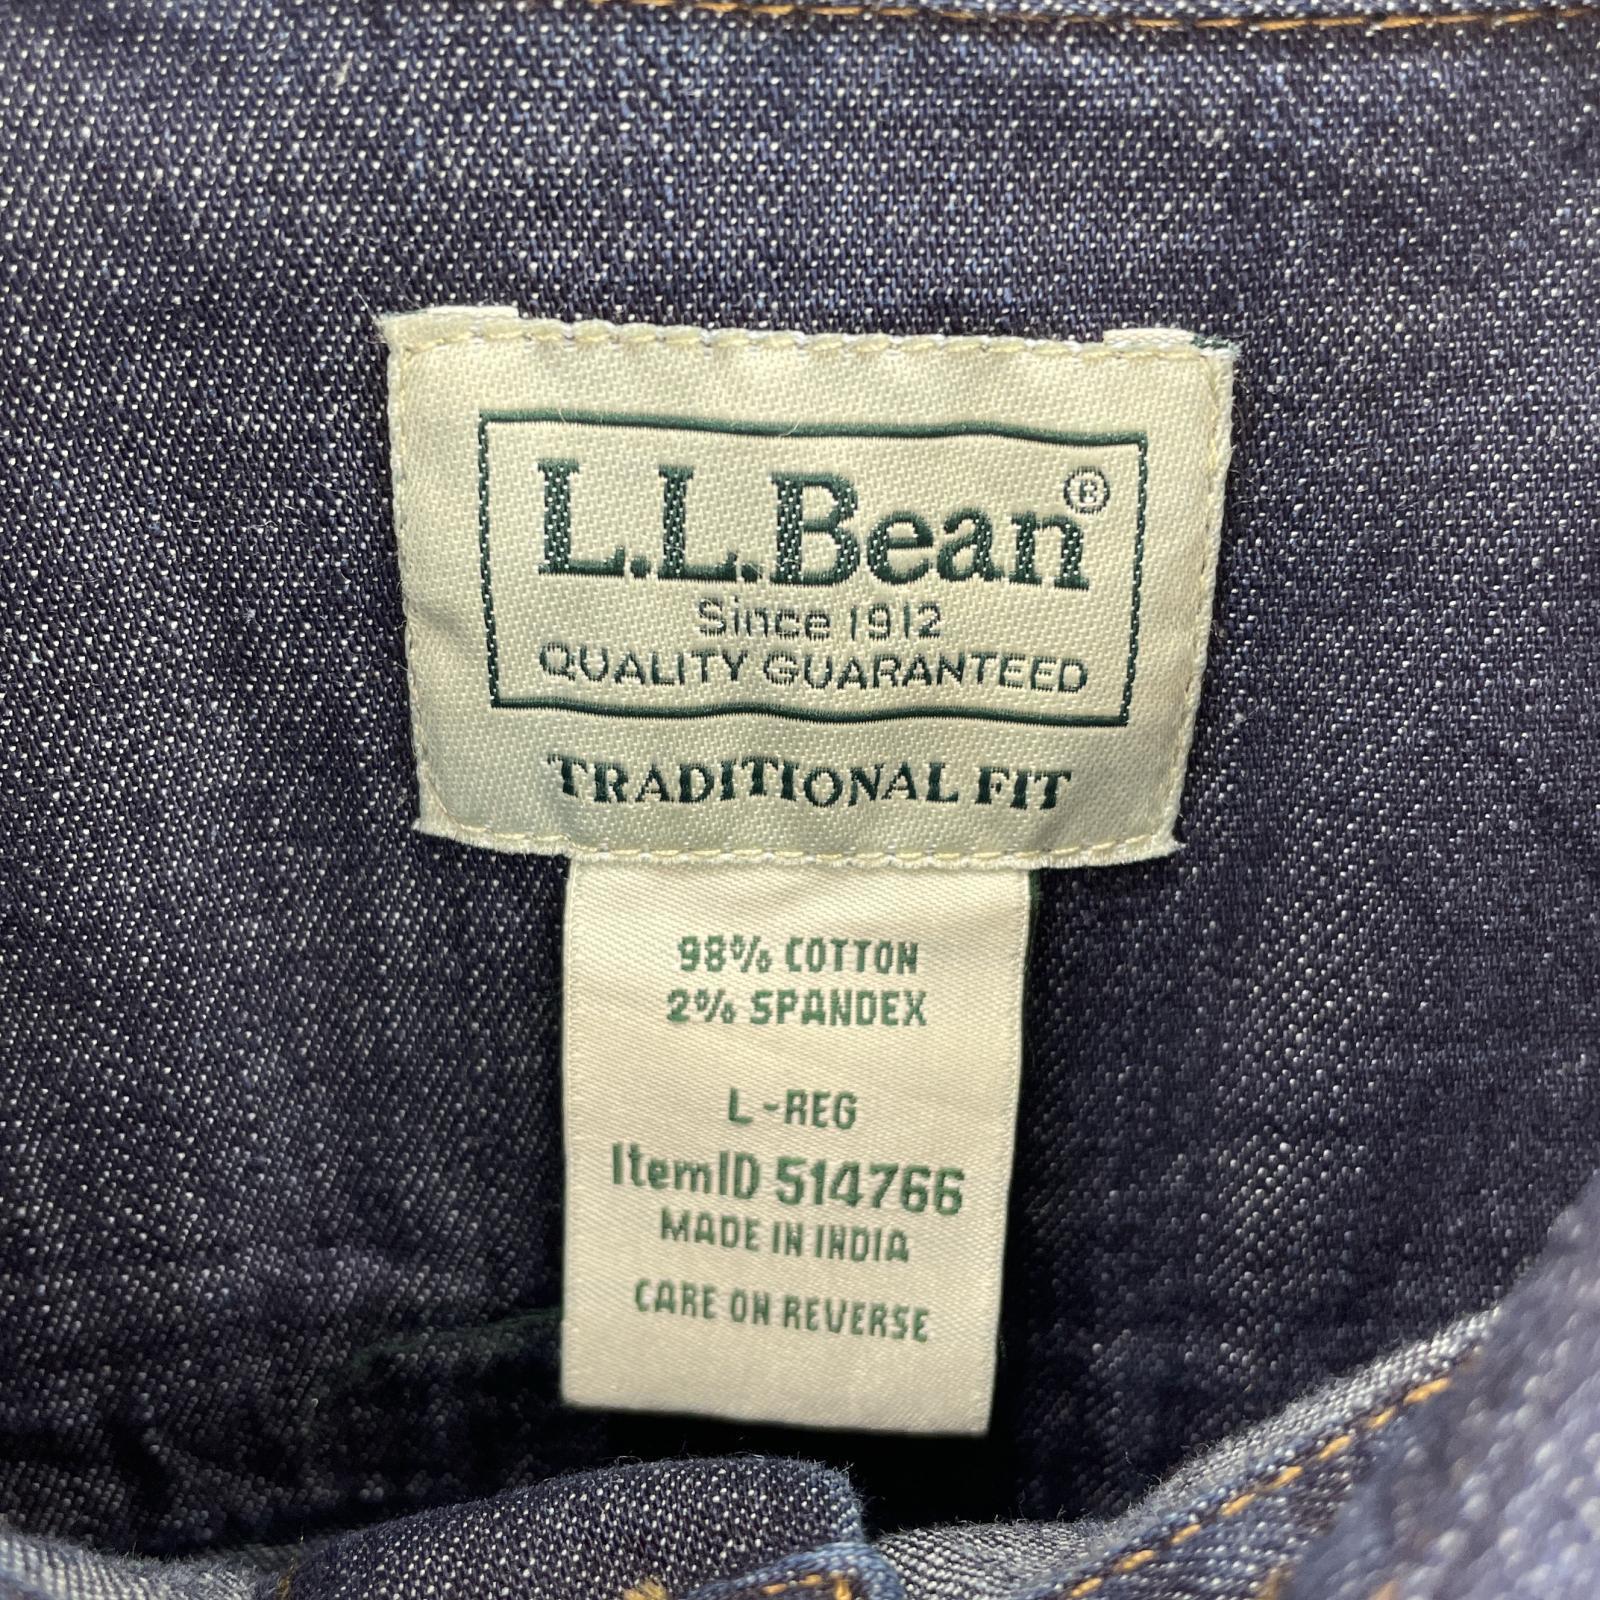 L.L.Bean®
Since 1912
QUALITY GUARANTEED
TRADITIONAL FIT
98% COTTON
2% SPANDEX
L-REG
ItemID 514766
MADE IN INDIA
CARE ON REVERSE